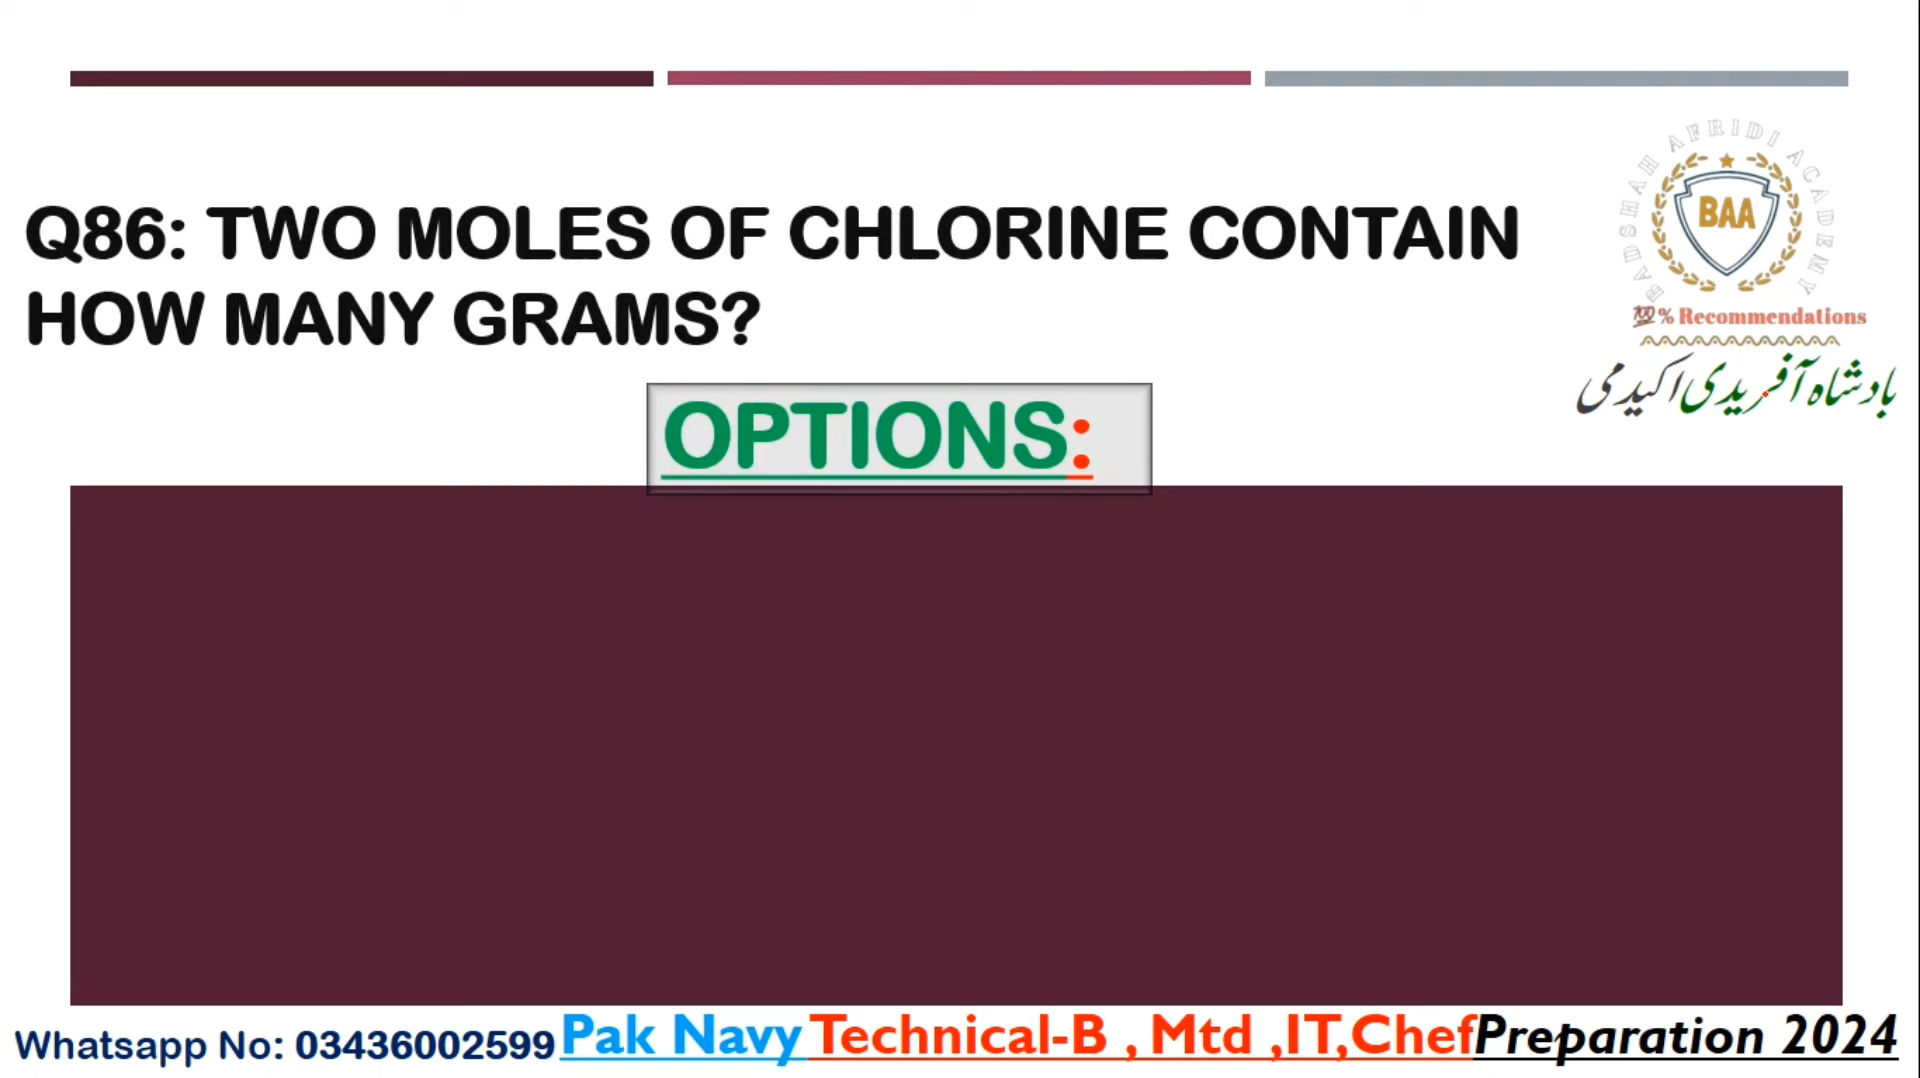 Q86: TWO MOLES OF CHLORINE CONTAIN
HOW MANY GRAMS?
BADSHAH AFRIDI ACADEMY
BAA
💯% Recommendations
بادشاہ آفریدی اکیڈمی
OPTIONS:
Whatsapp No: 03436002599 Pak Navy Technical-B , Mtd ,IT,Chef Preparation 2024